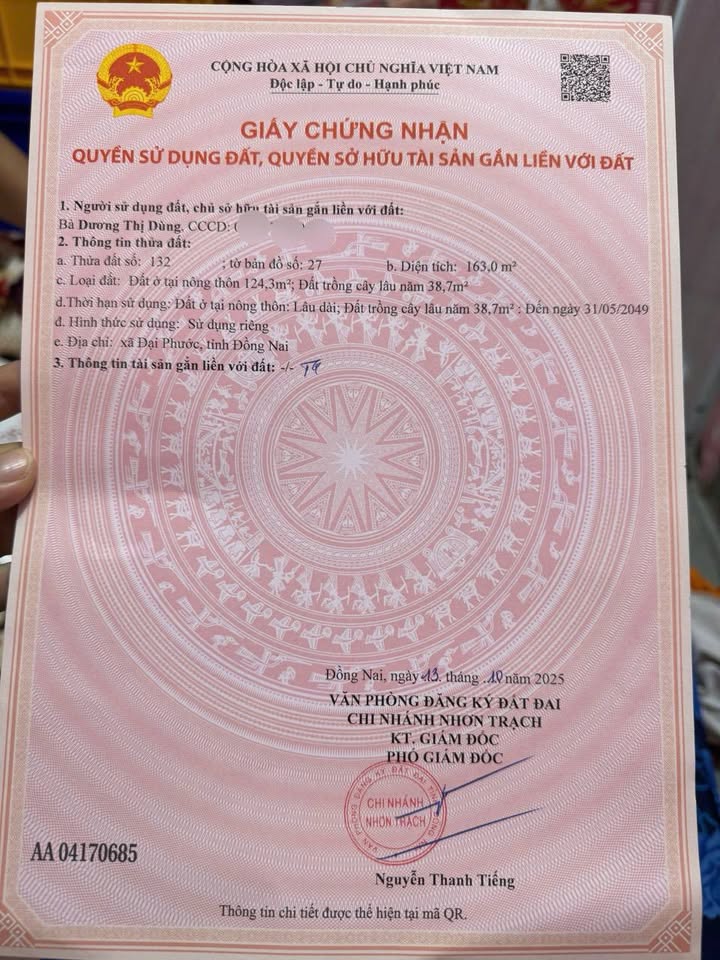 CỘNG HÒA XÃ HỘI CHỦ NGHĨA VIỆT NAM
Độc lập - Tự do - Hạnh phúc
GIẤY CHỨNG NHẬN
QUYỀN SỬ DỤNG ĐẤT, QUYỀN SỞ HỮU TÀI SẢN GẮN LIỀN VỚI ĐẤT
1. Người sử dụng đất, chủ sở hữu tài sản gắn liền với đất:
Bà Dương Thị Dùng, CCCD: (
2. Thông tin thửa đất:
a. Thửa đất số: 132 ; tờ bản đồ số: 27 b. Diện tích: 163,0 m²
c. Loại đất: Đất ở tại nông thôn 124,3m²; Đất trồng cây lâu năm 38,7m²
d.Thời hạn sử dụng: Đất ở tại nông thôn: Lâu dài; Đất trồng cây lâu năm 38,7m² : Đến ngày 31/05/2049
đ. Hình thức sử dụng: Sử dụng riêng
e. Địa chỉ: xã Đại Phước, tỉnh Đồng Nai
3. Thông tin tài sản gắn liền với đất: -/-
Đồng Nai, ngày 13. tháng .10 năm 2025
VĂN PHÒNG ĐĂNG KÝ ĐẤT ĐAI
CHI NHÁNH NHƠN TRẠCH
KT. GIÁM ĐỐC
PHÓ GIÁM ĐỐC
VĂN PHÒNG ĐĂNG KÝ ĐẤT ĐAI
CHI NHÁNH
NHƠN TRẠCH
Nguyễn Thanh Tiếng
AA 04170685
Thông tin chi tiết được thể hiện tại mã QR.